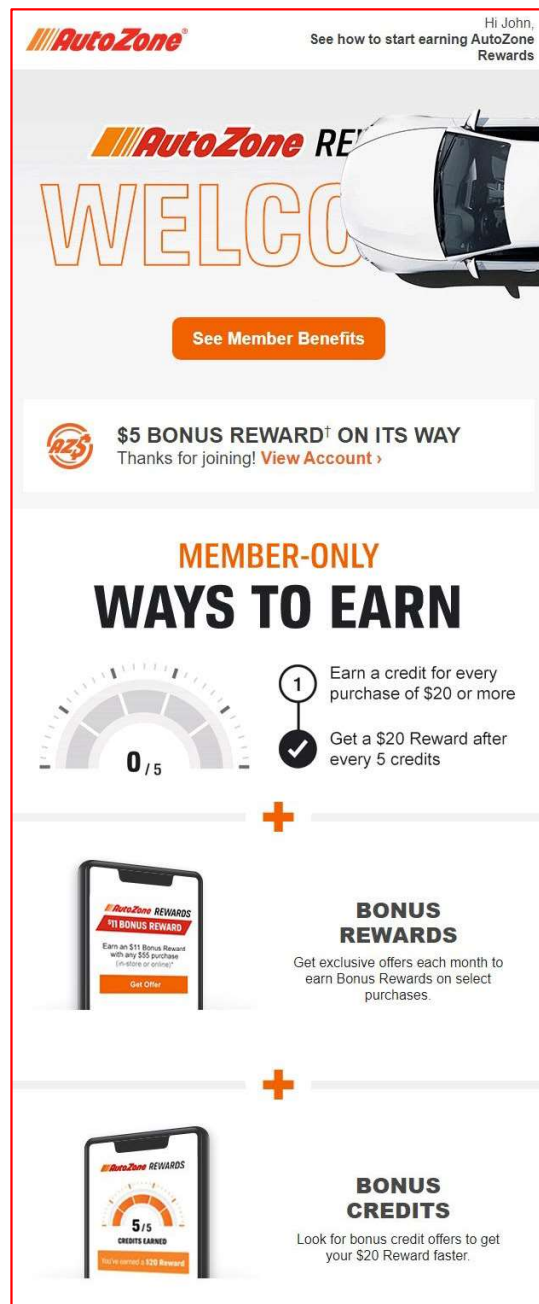 AutoZone®
Hi John,
See how to start earning AutoZone
Rewards
AutoZone RE
WELCO
See Member Benefits
AZ$
$5 BONUS REWARD† ON ITS WAY
Thanks for joining! View Account ›
MEMBER-ONLY
WAYS TO EARN
0/5
1
Earn a credit for every
purchase of $20 or more
Get a $20 Reward after
every 5 credits
AutoZone REWARDS
$11 BONUS REWARD
Earn an $11 Bonus Reward
with any $55 purchase
(in-store or online)*
Get Offer
BONUS
REWARDS
Get exclusive offers each month to
earn Bonus Rewards on select
purchases.
AutoZone REWARDS
5/5
CREDITS EARNED
You've earned a $20 Reward
BONUS
CREDITS
Look for bonus credit offers to get
your $20 Reward faster.